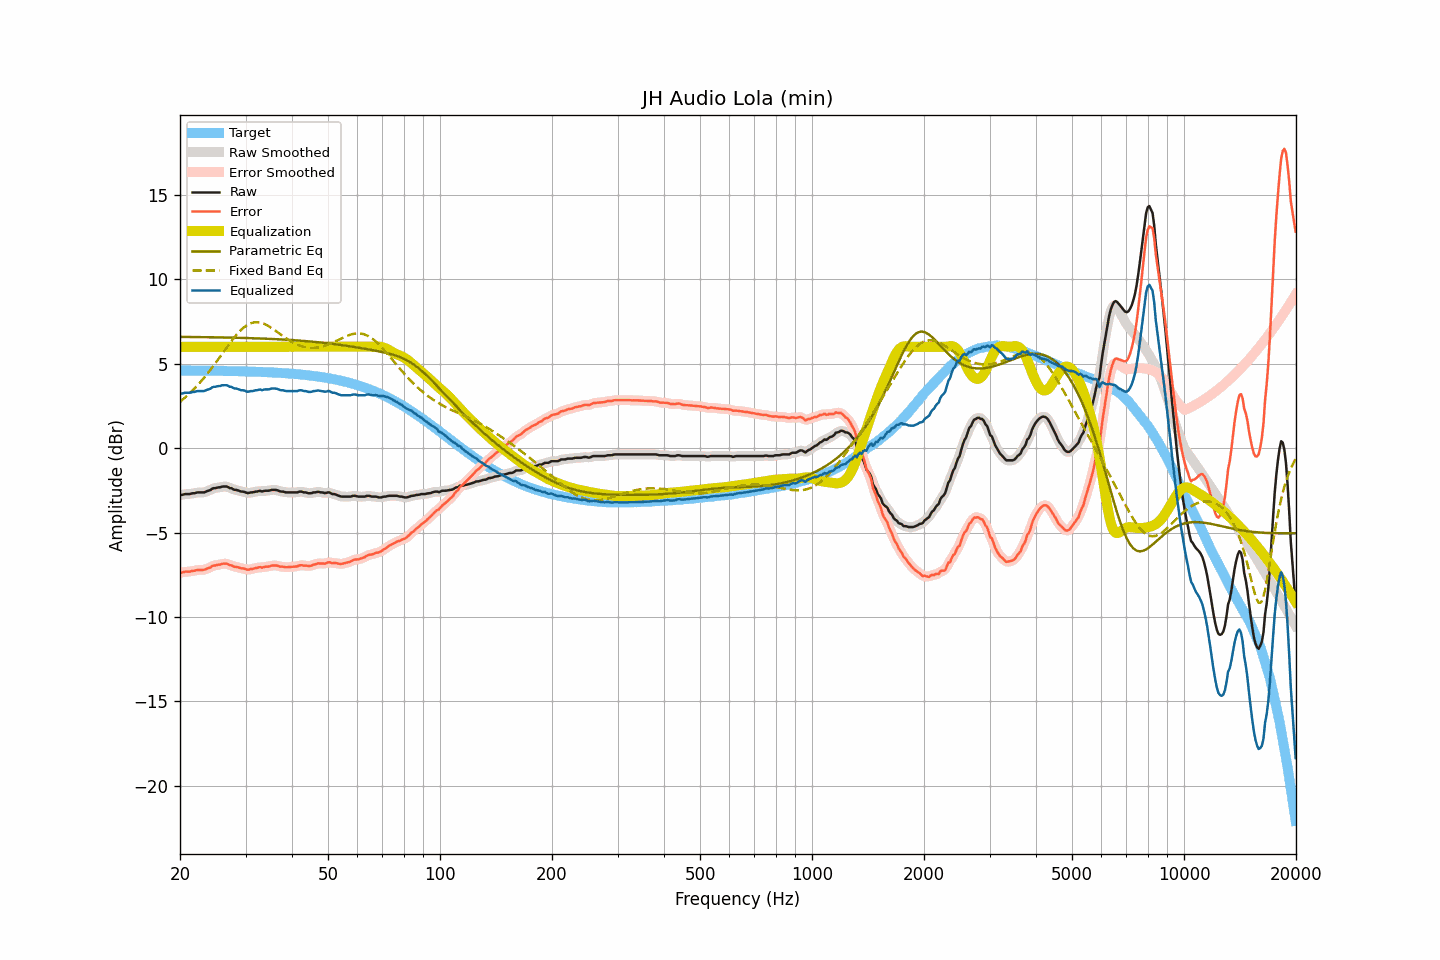 JH Audio Lola (min)
Target
Raw Smoothed
Error Smoothed
Raw
Error
Equalization
Parametric Eq
Fixed Band Eq
Equalized
Amplitude (dBr)
15
10
5
0
−5
−10
−15
−20
20 50 100 200 500 1000 2000 5000 10000 20000
Frequency (Hz)